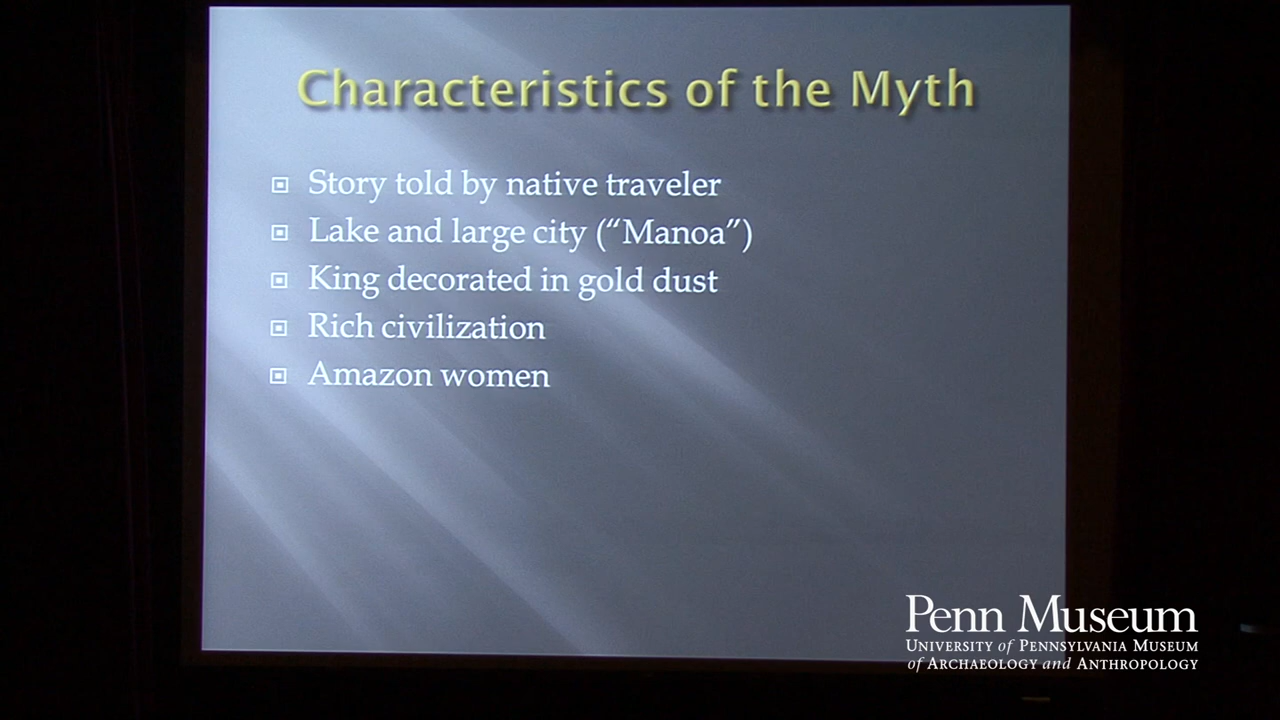 Characteristics of the Myth
Story told by native traveler
Lake and large city (“Manoa”)
King decorated in gold dust
Rich civilization
Amazon women
Penn Museum
University of Pennsylvania Museum
of Archaeology and Anthropology